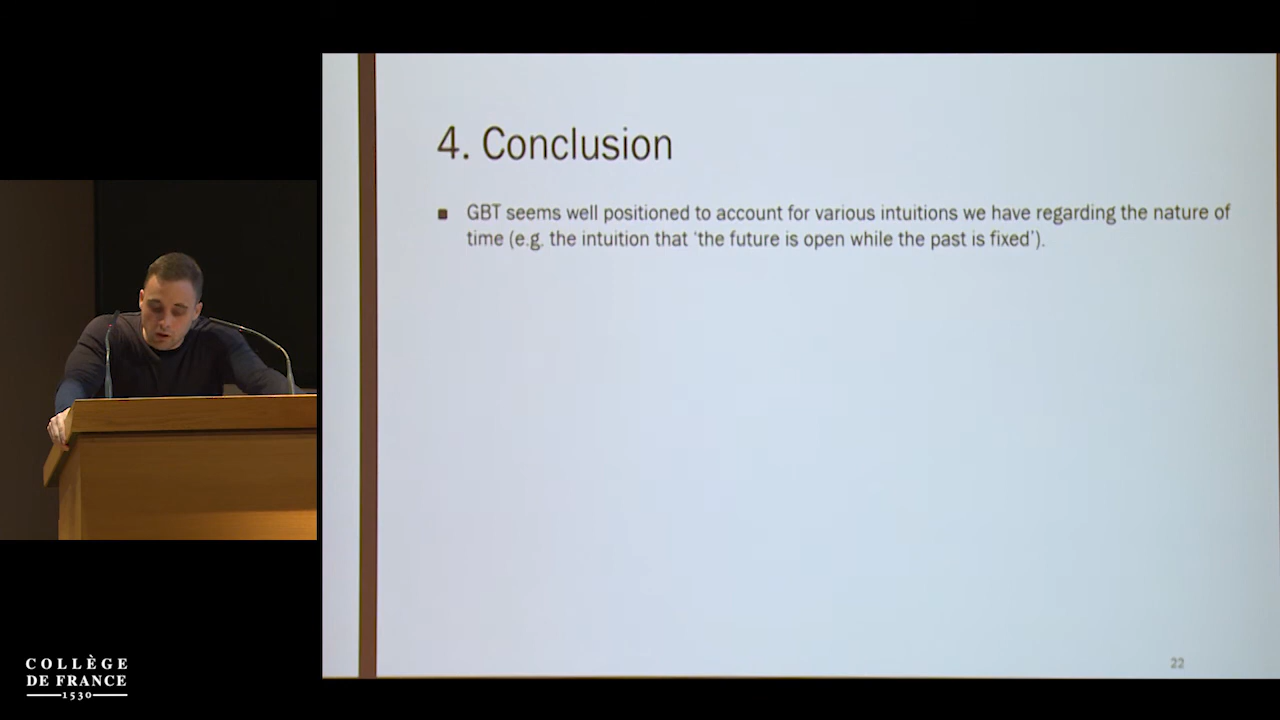 4. Conclusion
GBT seems well positioned to account for various intuitions we have regarding the nature of
time (e.g. the intuition that ‘the future is open while the past is fixed’).
22
COLLÈGE
DE FRANCE
1530